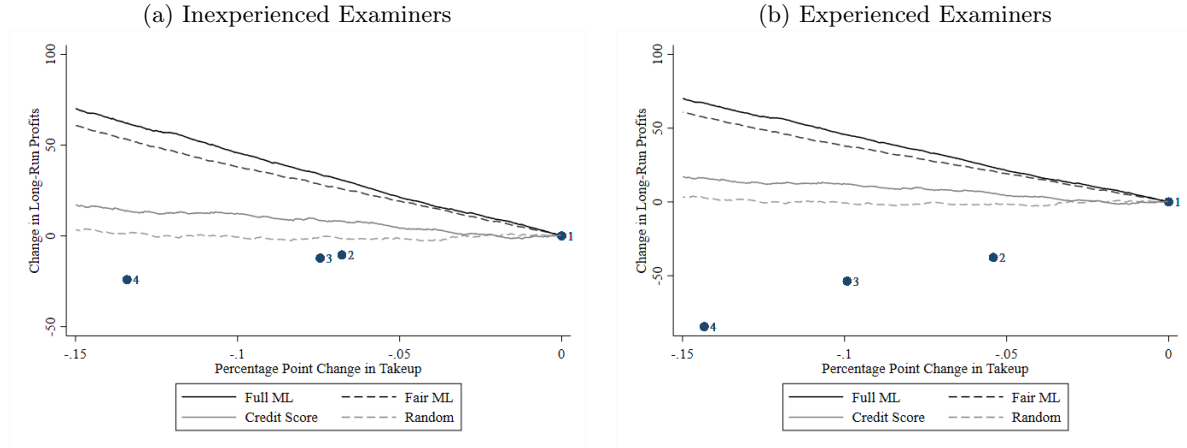 (a) Inexperienced Examiners
100
50
0
-50
Change in Long-Run Profits
1
2
3
4
-.15
-.1
-.05
0
Percentage Point Change in Takeup
Full ML
Fair ML
Credit Score
Random
(b) Experienced Examiners
100
50
0
-50
Change in Long-Run Profits
1
2
3
4
-.15
-.1
-.05
0
Percentage Point Change in Takeup
Full ML
Fair ML
Credit Score
Random